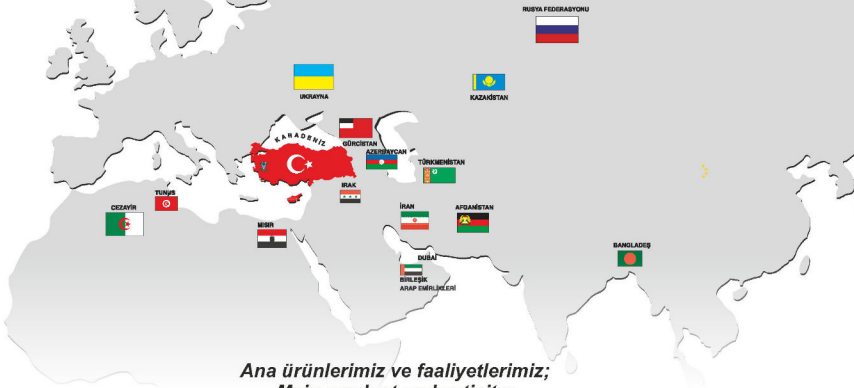 RUSYA FEDERASYONU
UKRAYNA
KAZAKİSTAN
KARADENİZ
GÜRCİSTAN
AZERBAYCAN
TÜRKMENİSTAN
TUNUS
IRAK
CEZAYİR
İRAN
AFGANİSTAN
MISIR
BANGLADEŞ
DUBAİ
BİRLEŞİK
ARAP EMİRLİKLERİ
Ana ürünlerimiz ve faaliyetlerimiz;